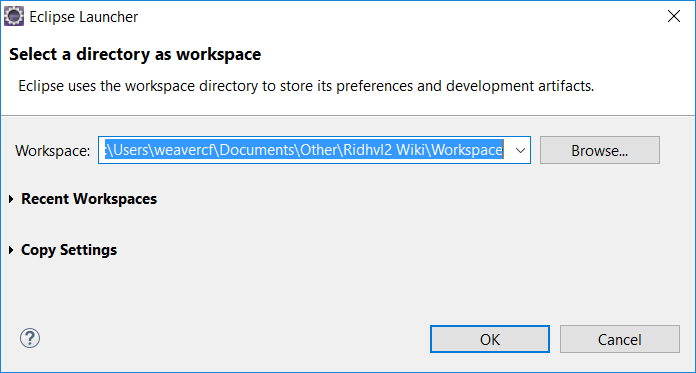 Eclipse Launcher
Select a directory as workspace
Eclipse uses the workspace directory to store its preferences and development artifacts.
Workspace: :\Users\weavercf\Documents\Other\Ridhvl2 Wiki\Workspace Browse...
Recent Workspaces
Copy Settings
? OK Cancel